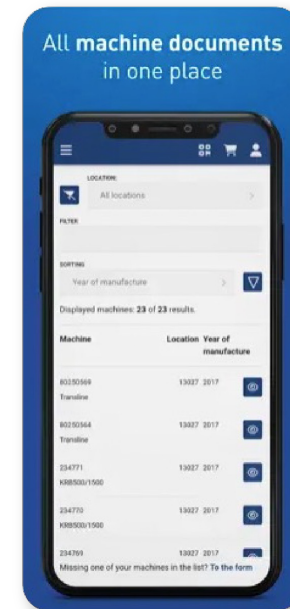 All machine documents
in one place
LOCATION:
All locations
FILTER
SORTING
Year of manufacture
Displayed machines: 23 of 23 results.
Machine Location Year of
manufacture
80250369 13027 2017
Transline
80250364 13027 2017
Transline
234771 13027 2017
KRB500/1500
234770 13027 2017
KRB500/1500
234769 13027 2017
Missing one of your machines in the list? To the form